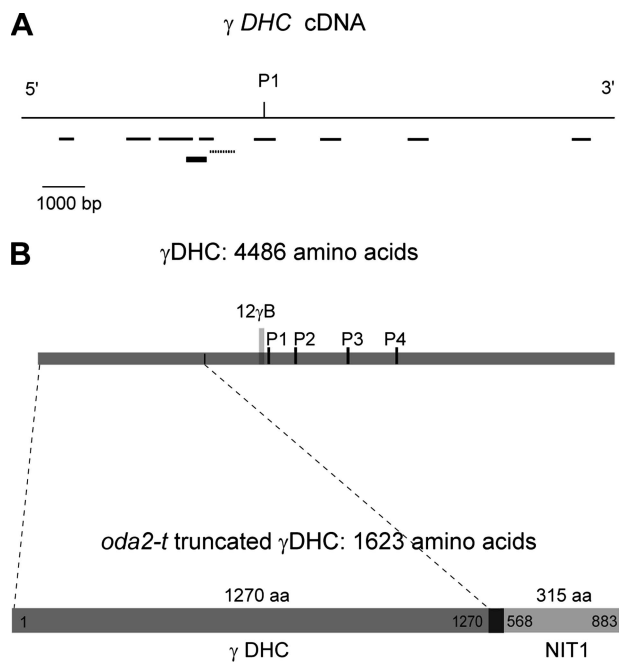 A
γ DHC cDNA
P1
5' 3'
1000 bp
B
γDHC: 4486 amino acids
12γB
P1 P2 P3 P4
oda2-t truncated γDHC: 1623 amino acids
1270 aa 315 aa
1 1270 568 883
γ DHC NIT1